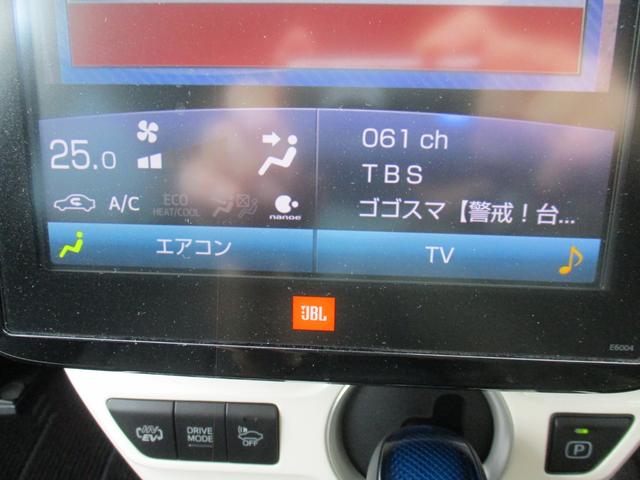 25.0
061 ch
TBS
ゴゴスマ【警戒！台...
A/C
ECO
HEAT/COOL
nanoe
エアコン
TV
JBL
E6004
EV
DRIVE
MODE
OFF
P